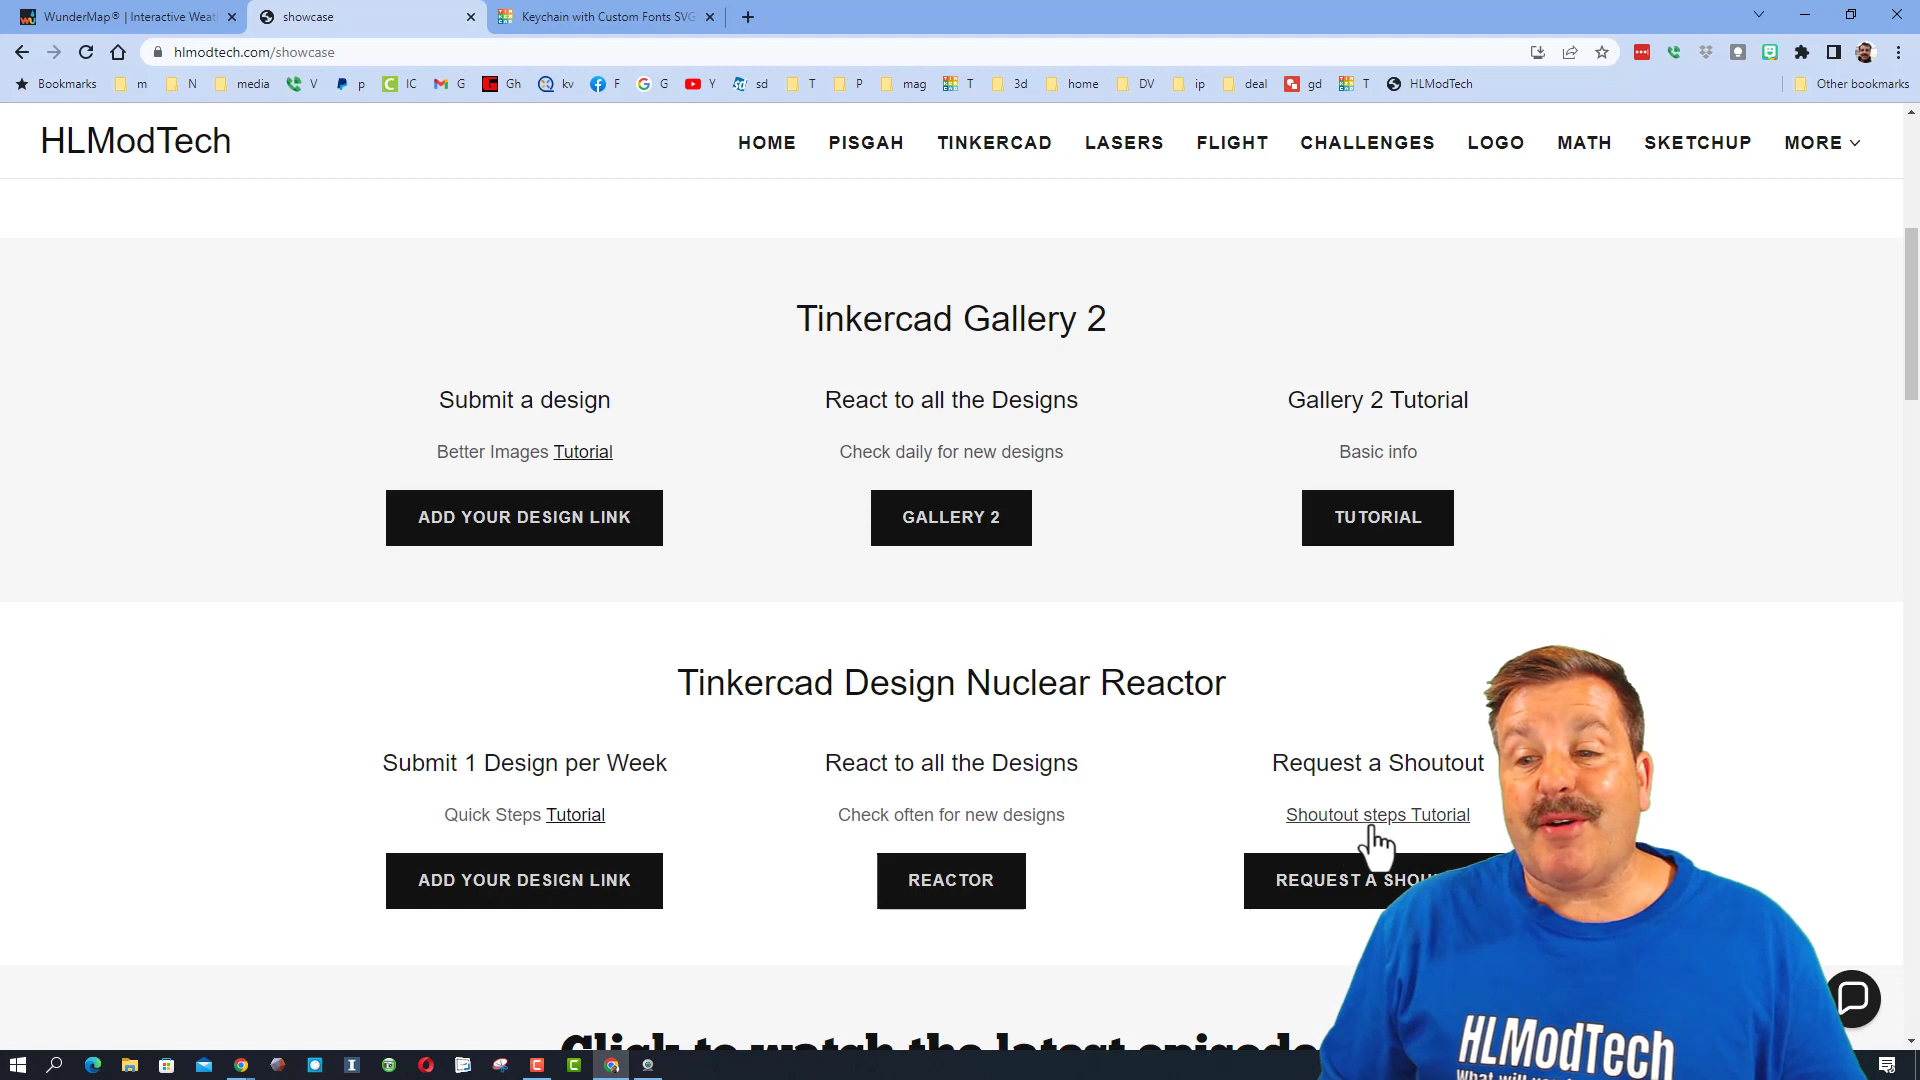 WunderMap® | Interactive Weat
showcase
Keychain with Custom Fonts SVG
hlmodtech.com/showcase
Bookmarks
m
N
media
V
p
IC
G
Gh
kv
F
G
Y
sd
T
P
mag
T
3d
home
DV
ip
deal
gd
T
HLModTech
Other bookmarks
HLModTech
HOME
PISGAH
TINKERCAD
LASERS
FLIGHT
CHALLENGES
LOGO
MATH
SKETCHUP
MORE
Tinkercad Gallery 2
Submit a design
React to all the Designs
Gallery 2 Tutorial
Better Images Tutorial
Check daily for new designs
Basic info
ADD YOUR DESIGN LINK
GALLERY 2
TUTORIAL
Tinkercad Design Nuclear Reactor
Submit 1 Design per Week
React to all the Designs
Request a Shoutout
Quick Steps Tutorial
Check often for new designs
Shoutout steps Tutorial
ADD YOUR DESIGN LINK
REACTOR
REQUEST A SHOU
Click to watch the latest episode
HLModTech
What will you